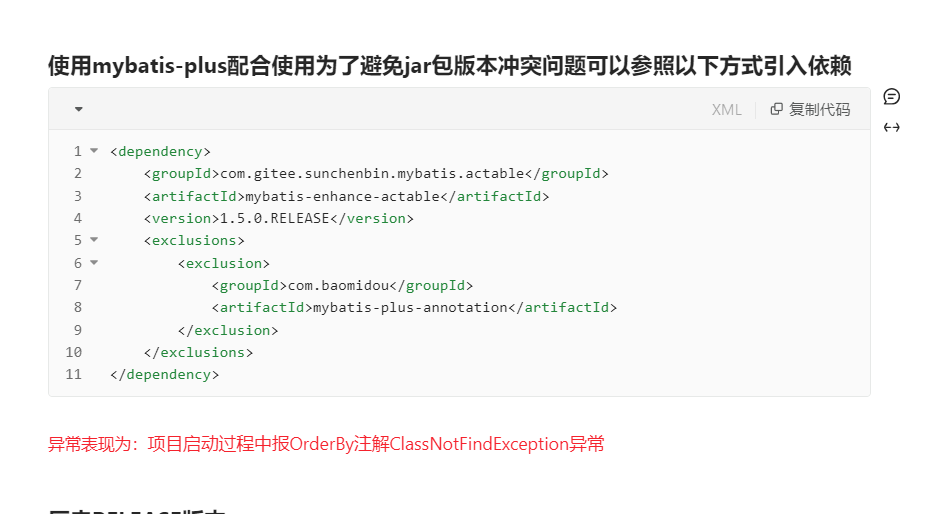 使用mybatis-plus配合使用为了避免jar包版本冲突问题可以参照以下方式引入依赖
XML 复制代码
1 <dependency>
2 <groupId>com.gitee.sunchenbin.mybatis.actable</groupId>
3 <artifactId>mybatis-enhance-actable</artifactId>
4 <version>1.5.0.RELEASE</version>
5 <exclusions>
6 <exclusion>
7 <groupId>com.baomidou</groupId>
8 <artifactId>mybatis-plus-annotation</artifactId>
9 </exclusion>
10 </exclusions>
11 </dependency>
异常表现为：项目启动过程中报OrderBy注解ClassNotFindException异常